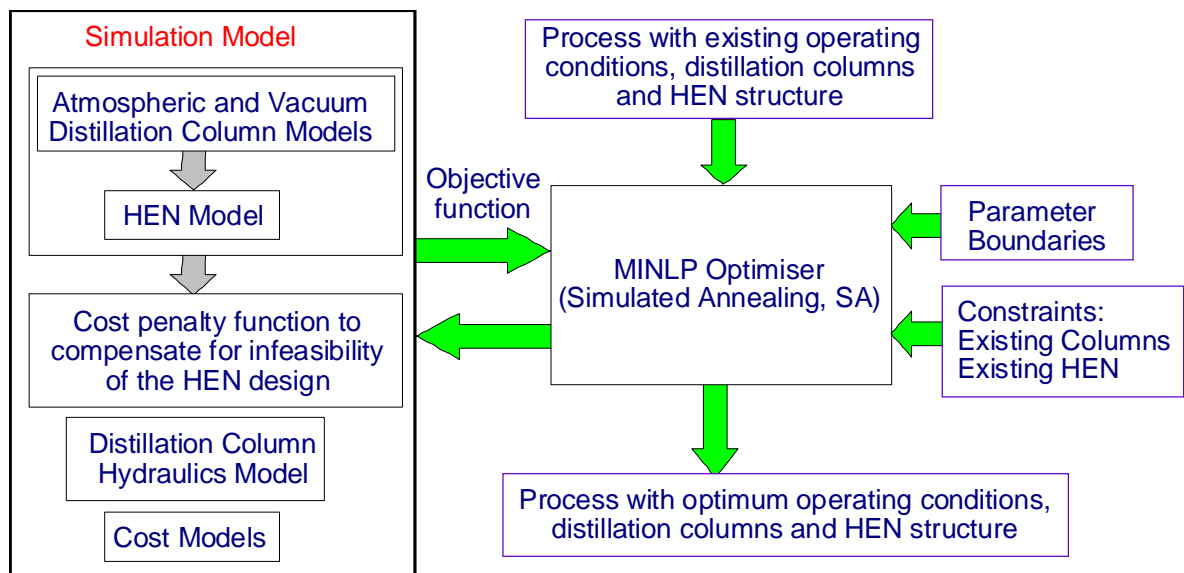 Simulation Model
Atmospheric and Vacuum
Distillation Column Models
HEN Model
Cost penalty function to
compensate for infeasibility
of the HEN design
Distillation Column
Hydraulics Model
Cost Models
Objective
function
Process with existing operating
conditions, distillation columns
and HEN structure
MINLP Optimiser
(Simulated Annealing, SA)
Parameter
Boundaries
Constraints:
Existing Columns
Existing HEN
Process with optimum operating conditions,
distillation columns and HEN structure